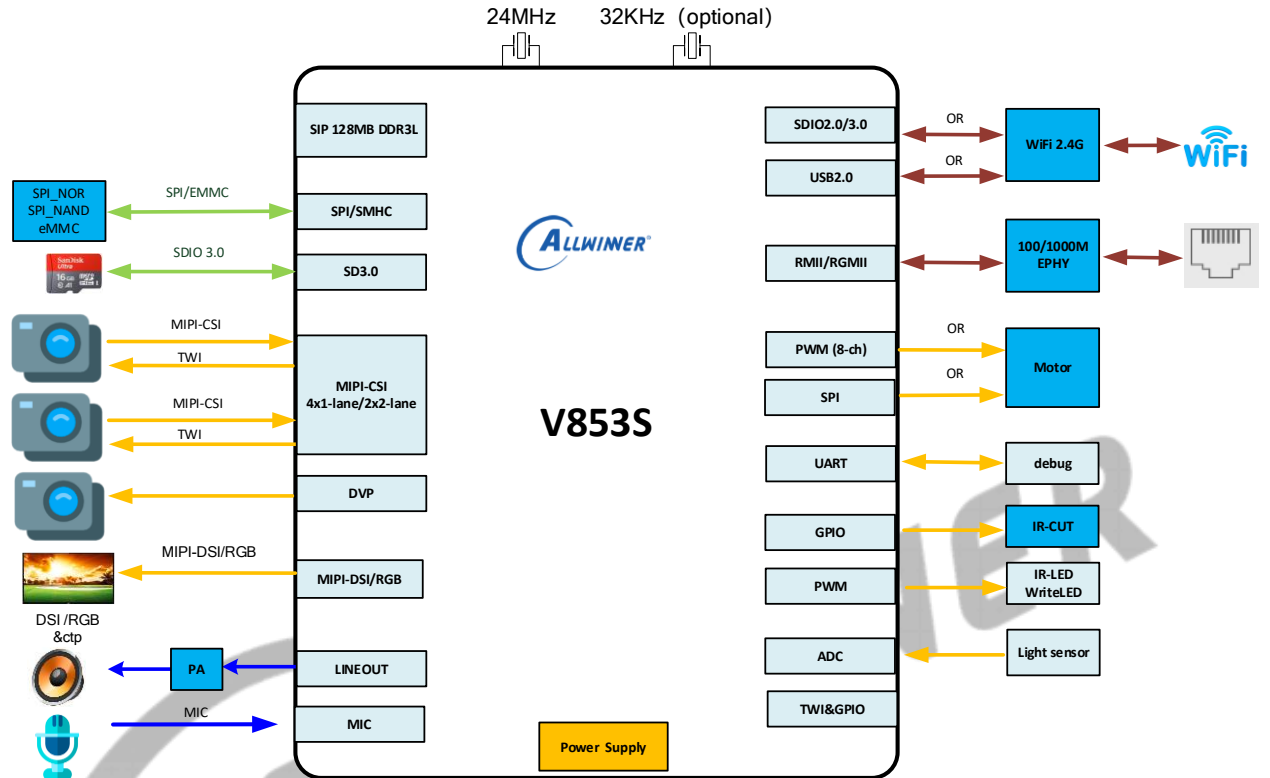 24MHz
32KHz (optional)
SIP 128MB DDR3L
SPI_NOR
SPI_NAND
eMMC
SPI/EMMC
SPI/SMHC
SanDisk
Ultra
16GB
A1
SDIO 3.0
SD3.0
MIPI-CSI
TWI
MIPI-CSI
TWI
MIPI-CSI
4x1-lane/2x2-lane
DVP
MIPI-DSI/RGB
MIPI-DSI/RGB
DSI /RGB
&ctp
PA
LINEOUT
MIC
MIC
ALLWINNER®
V853S
Power Supply
SDIO2.0/3.0
OR
WiFi 2.4G
WiFi
USB2.0
OR
RMII/RGMII
100/1000M
EPHY
PWM (8-ch)
OR
Motor
SPI
OR
UART
debug
GPIO
IR-CUT
PWM
IR-LED
WriteLED
ADC
Light sensor
TWI&GPIO